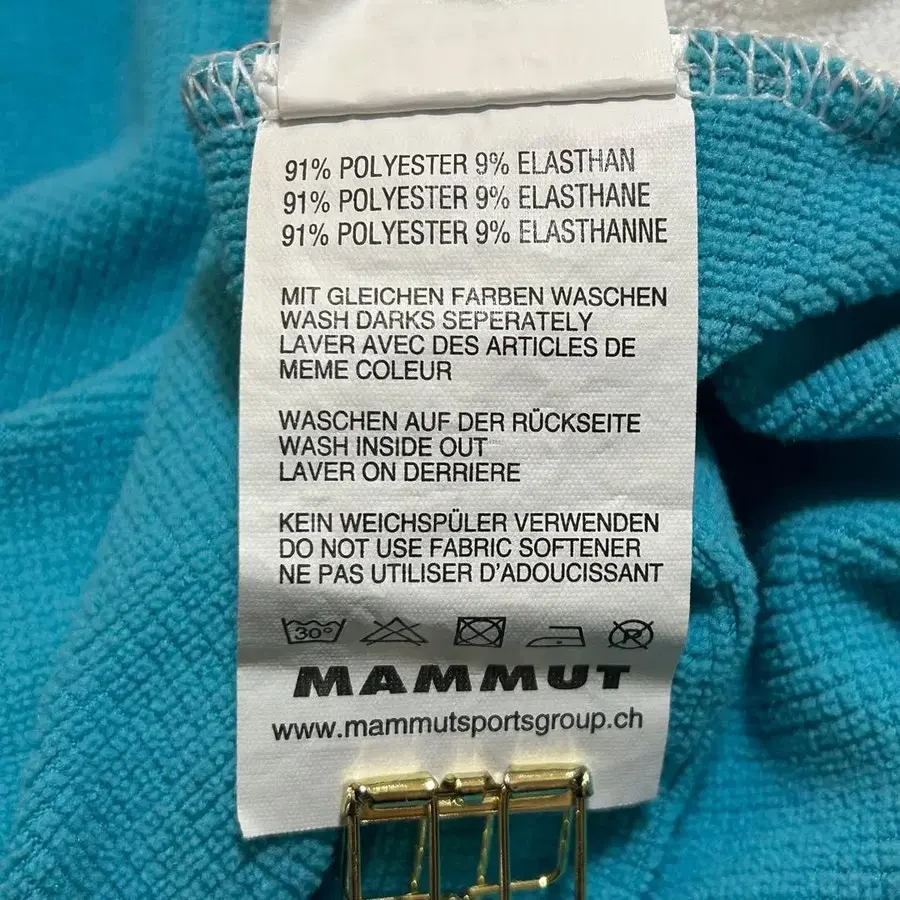 91% POLYESTER 9% ELASTHAN
91% POLYESTER 9% ELASTHANE
91% POLYESTER 9% ELASTHANNE
MIT GLEICHEN FARBEN WASCHEN
WASH DARKS SEPERATELY
LAVER AVEC DES ARTICLES DE
MEME COLEUR
WASCHEN AUF DER RÜCKSEITE
WASH INSIDE OUT
LAVER ON DERRIERE
KEIN WEICHSPÜLER VERWENDEN
DO NOT USE FABRIC SOFTENER
NE PAS UTILISER D'ADOUCISSANT
30° R
MAMMUT
www.mammutsportsgroup.ch